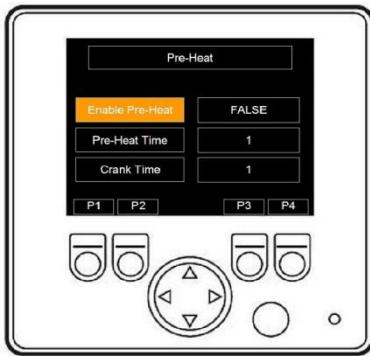 Pre-Heat
Enable Pre-Heat FALSE
Pre-Heat Time 1
Crank Time 1
P1 P2 P3 P4